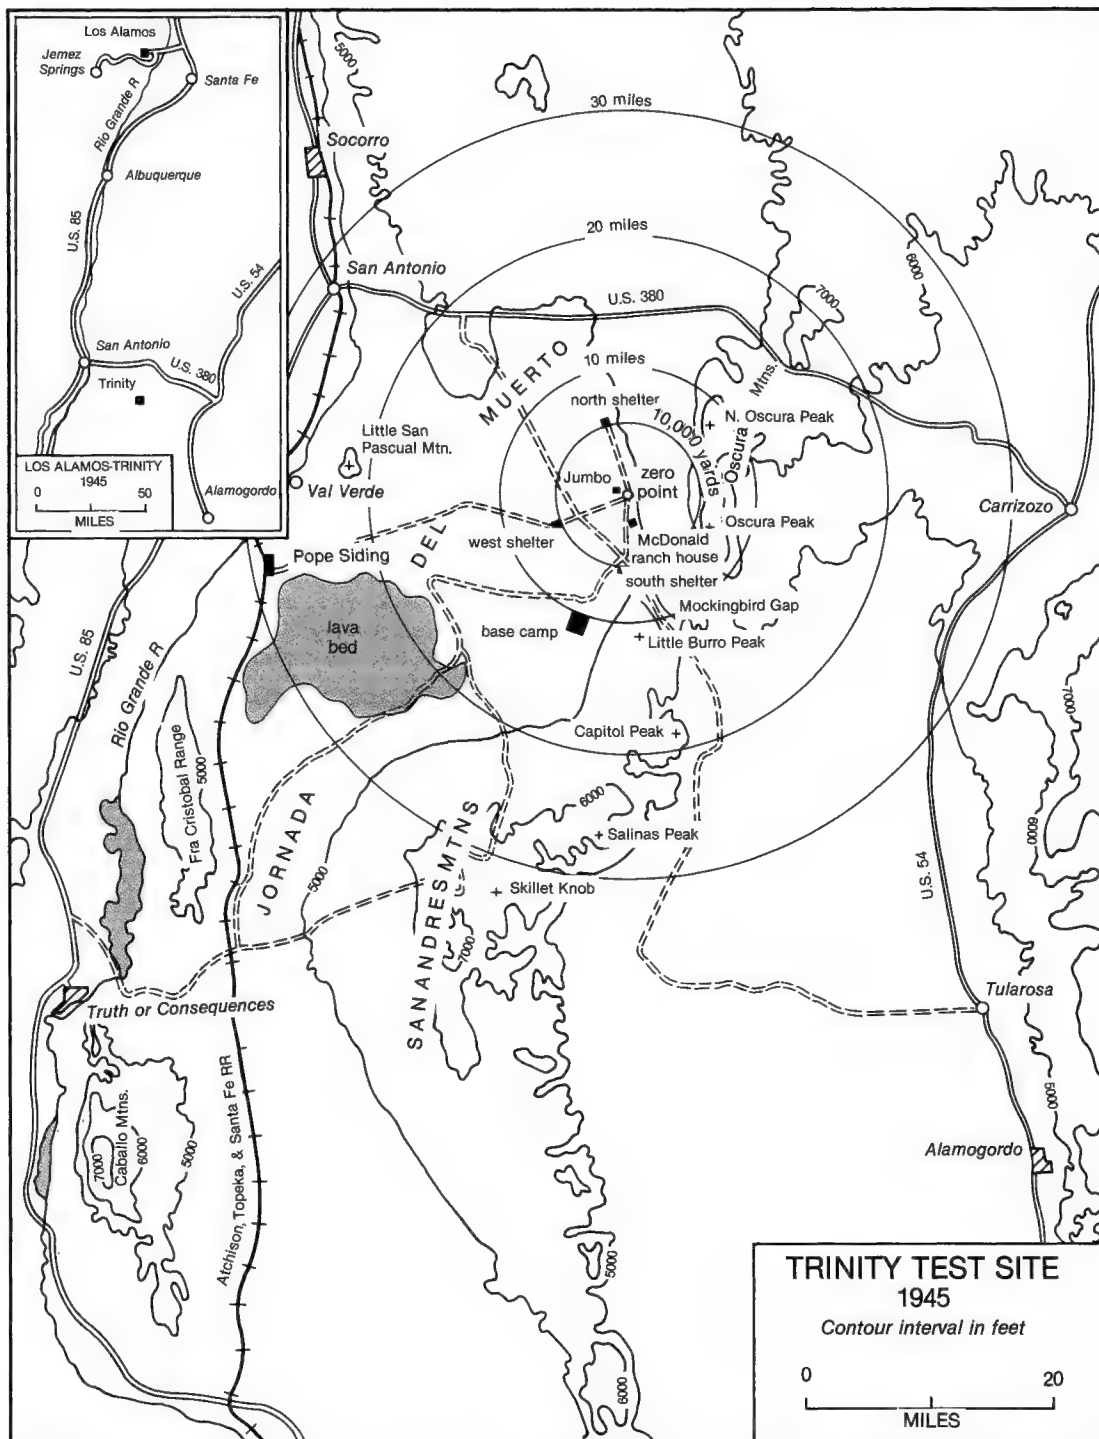 Los Alamos
Jemez
Springs
Santa Fe
Rio Grande R
Albuquerque
U.S. 85
U.S. 54
San Antonio
U.S. 380
Trinity
LOS ALAMOS-TRINITY
1945
0 50
MILES
Alamogordo
5000
30 miles
Socorro
20 miles
6000
San Antonio
7000
U.S. 380
MUERTO
10 miles
Mtns.
north shelter
N. Oscura Peak
10,000 yards
Oscura
Little San
Pascual Mtn.
Jumbo
zero
point
Val Verde
Carrizozo
Oscura Peak
west shelter
McDonald
ranch house
DEL
Pope Siding
south shelter
Mockingbird Gap
lava
bed
base camp
Little Burro Peak
U.S. 85
Rio Grande R
7000
Capitol Peak
Fra Cristobal Range
5000
JORNADA
6000
SAN ANDRES MTNS
Salinas Peak
6000
5000
Skillet Knob
U.S. 54
7000
Tularosa
Truth or Consequences
5000
Atchison, Topeka, & Santa Fe RR
Caballo Mtns.
7000
6000
5000
Alamogordo
5000
6000
TRINITY TEST SITE
1945
Contour interval in feet
0 20
MILES